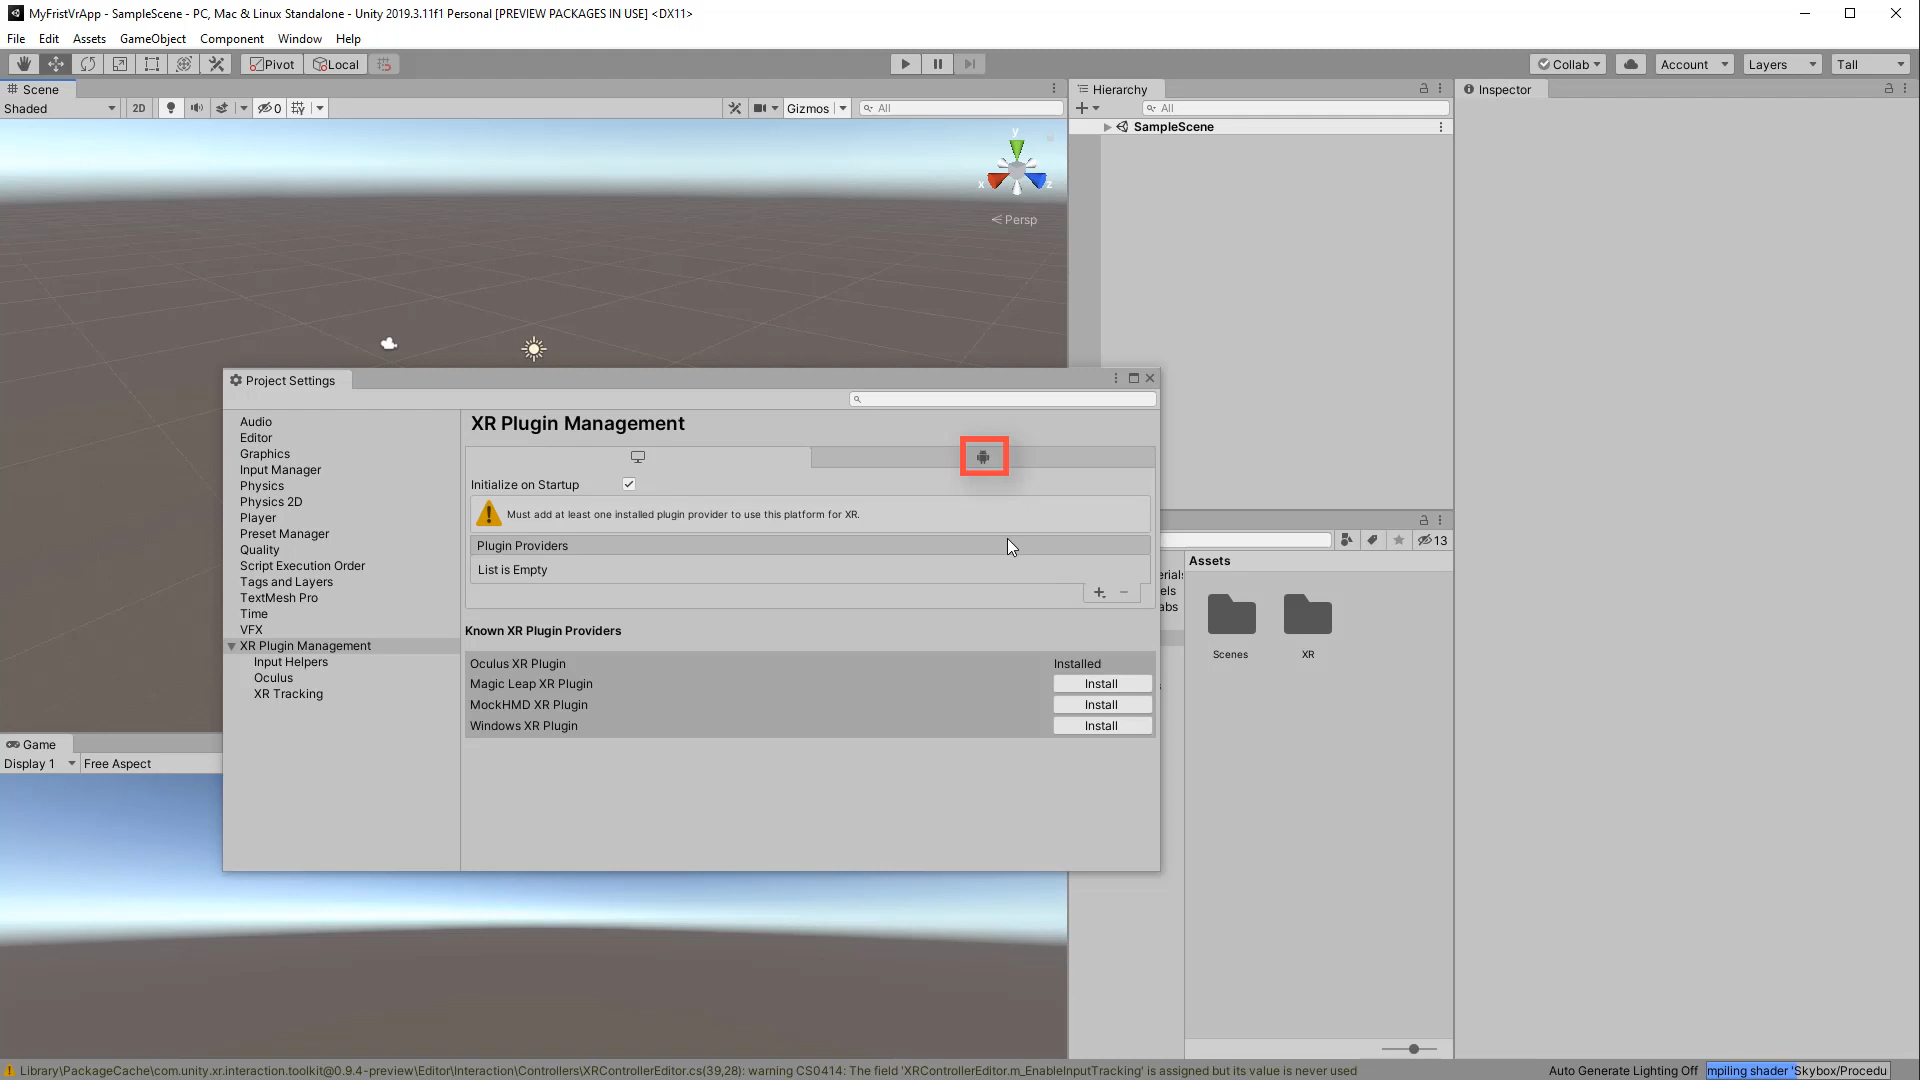 MyFristVrApp - SampleScene - PC, Mac & Linux Standalone - Unity 2019.3.11f1 Personal [PREVIEW PACKAGES IN USE] <DX11>
File Edit Assets GameObject Component Window Help
Pivot Local Collab Account Layers Tall
Scene
Shaded 2D 0 Gizmos All
y
x z
Persp
Hierarchy
All
SampleScene
Inspector
Project Settings
Audio
Editor
Graphics
Input Manager
Physics
Physics 2D
Player
Preset Manager
Quality
Script Execution Order
Tags and Layers
TextMesh Pro
Time
VFX
XR Plugin Management
Input Helpers
Oculus
XR Tracking
XR Plugin Management
Initialize on Startup
Must add at least one installed plugin provider to use this platform for XR.
Plugin Providers
List is Empty
Known XR Plugin Providers
Oculus XR Plugin Installed
Magic Leap XR Plugin Install
MockHMD XR Plugin Install
Windows XR Plugin Install
13
erials
els
abs
Assets
Scenes XR
Game
Display 1 Free Aspect
Library\PackageCache\com.unity.xr.interaction.toolkit@0.9.4-preview\Editor\Interaction\Controllers\XRControllerEditor.cs(39,28): warning CS0414: The field 'XRControllerEditor.m_EnableInputTracking' is assigned but its value is never used
Auto Generate Lighting Off mpiling shader 'Skybox/Procedu